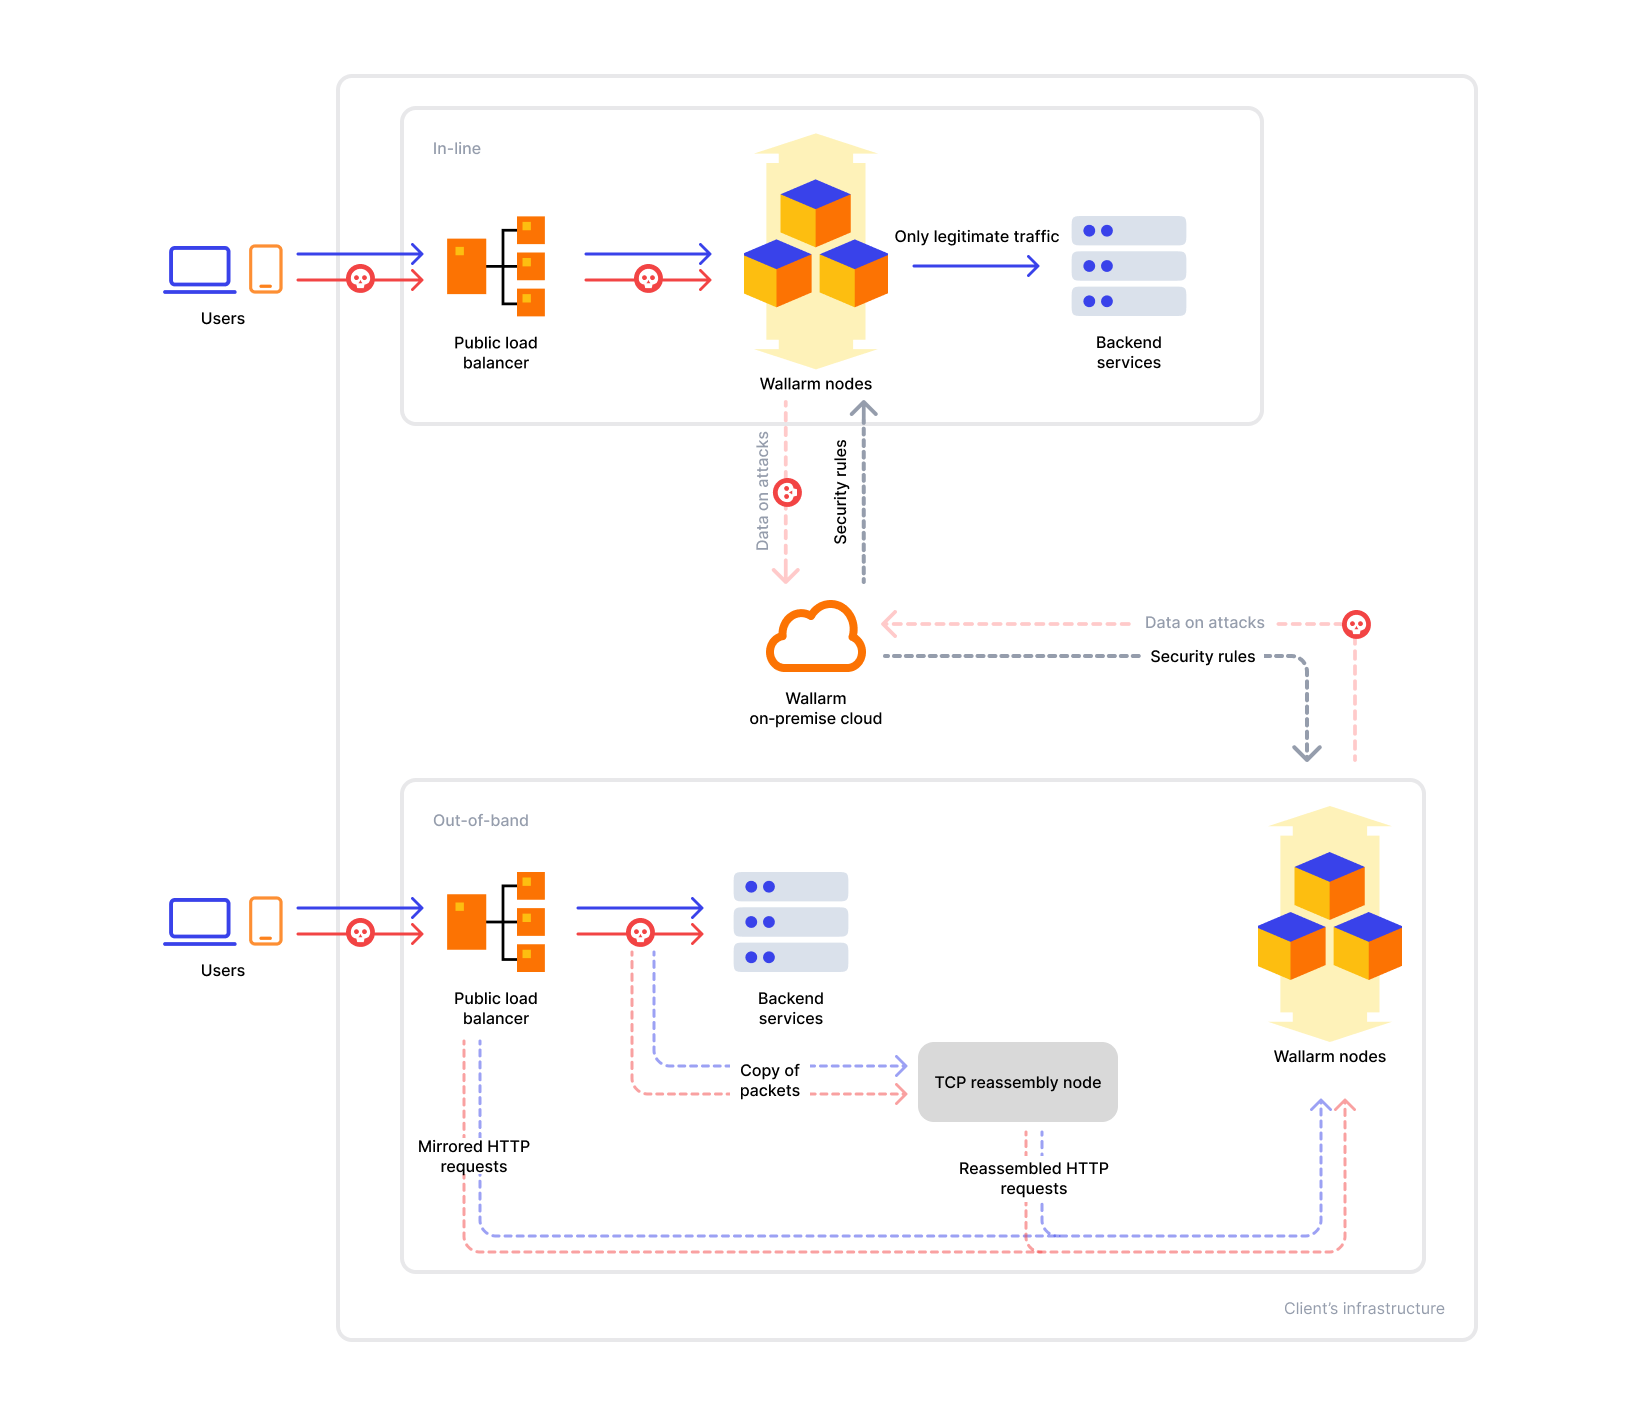 In-line
Only legitimate traffic
Users
Public load
balancer
Backend
services
Wallarm nodes
Data on attacks
Security rules
Data on attacks
Security rules
Wallarm
on-premise cloud
Out-of-band
Users
Public load
balancer
Backend
services
Wallarm nodes
Copy of
packets
TCP reassembly node
Mirrored HTTP
requests
Reassembled HTTP
requests
Client’s infrastructure